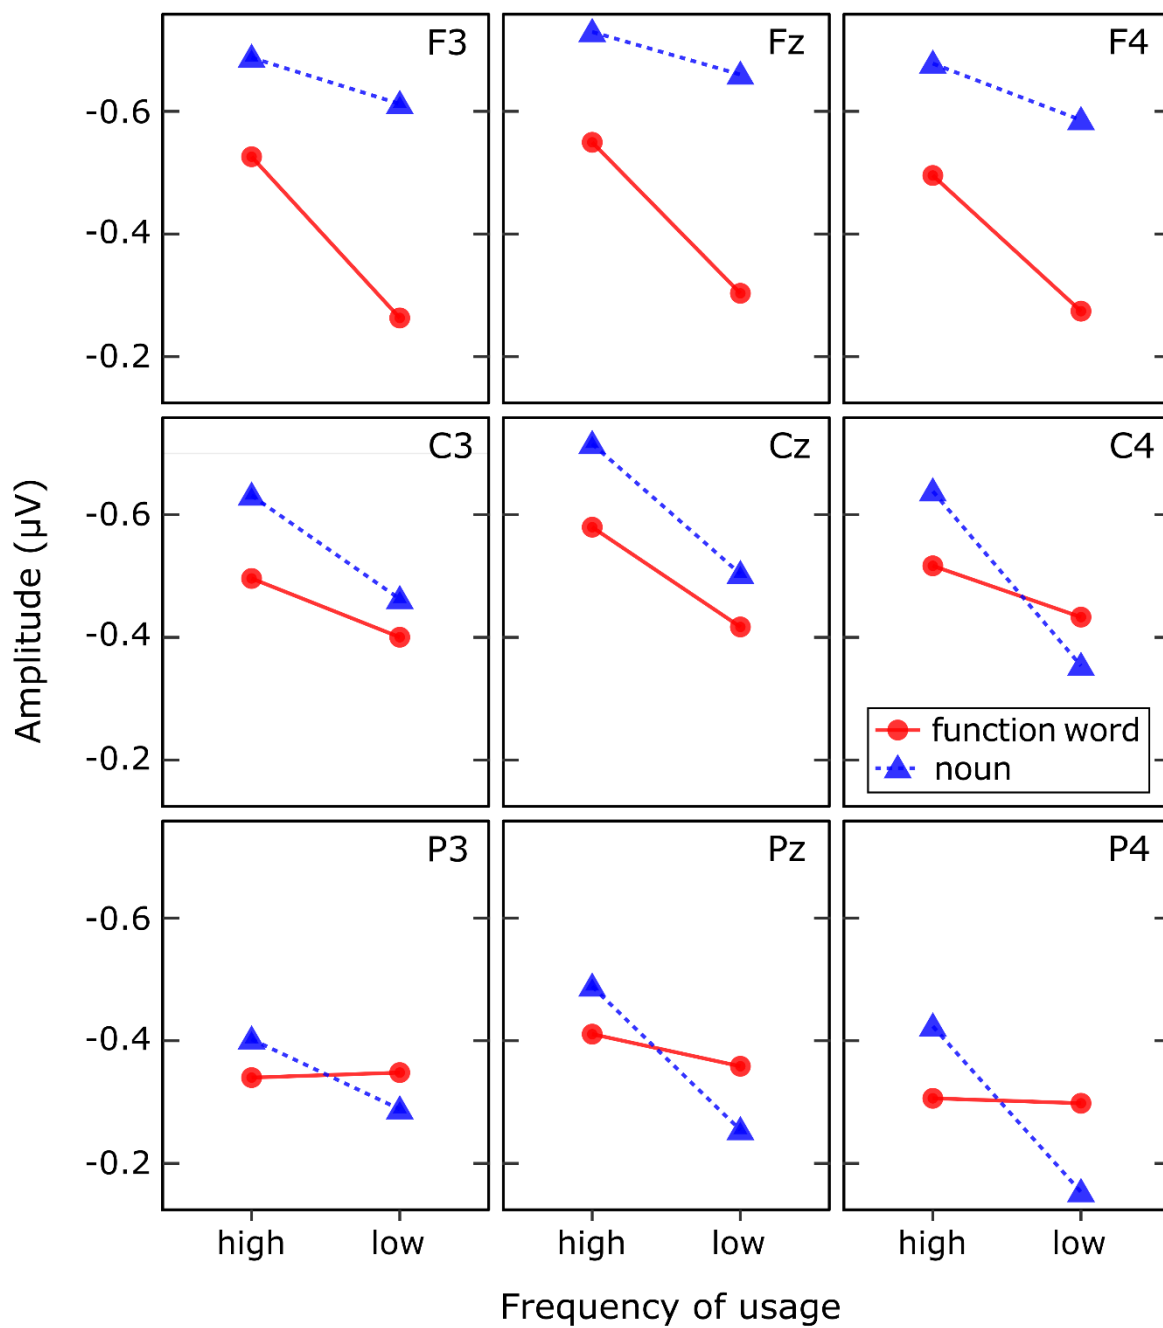 F3
Fz
F4
-0.6
-0.4
-0.2
C3
Cz
C4
-0.6
-0.4
-0.2
function word
noun
P3
Pz
P4
-0.6
-0.4
-0.2
high low high low high low
Frequency of usage
Amplitude (µV)